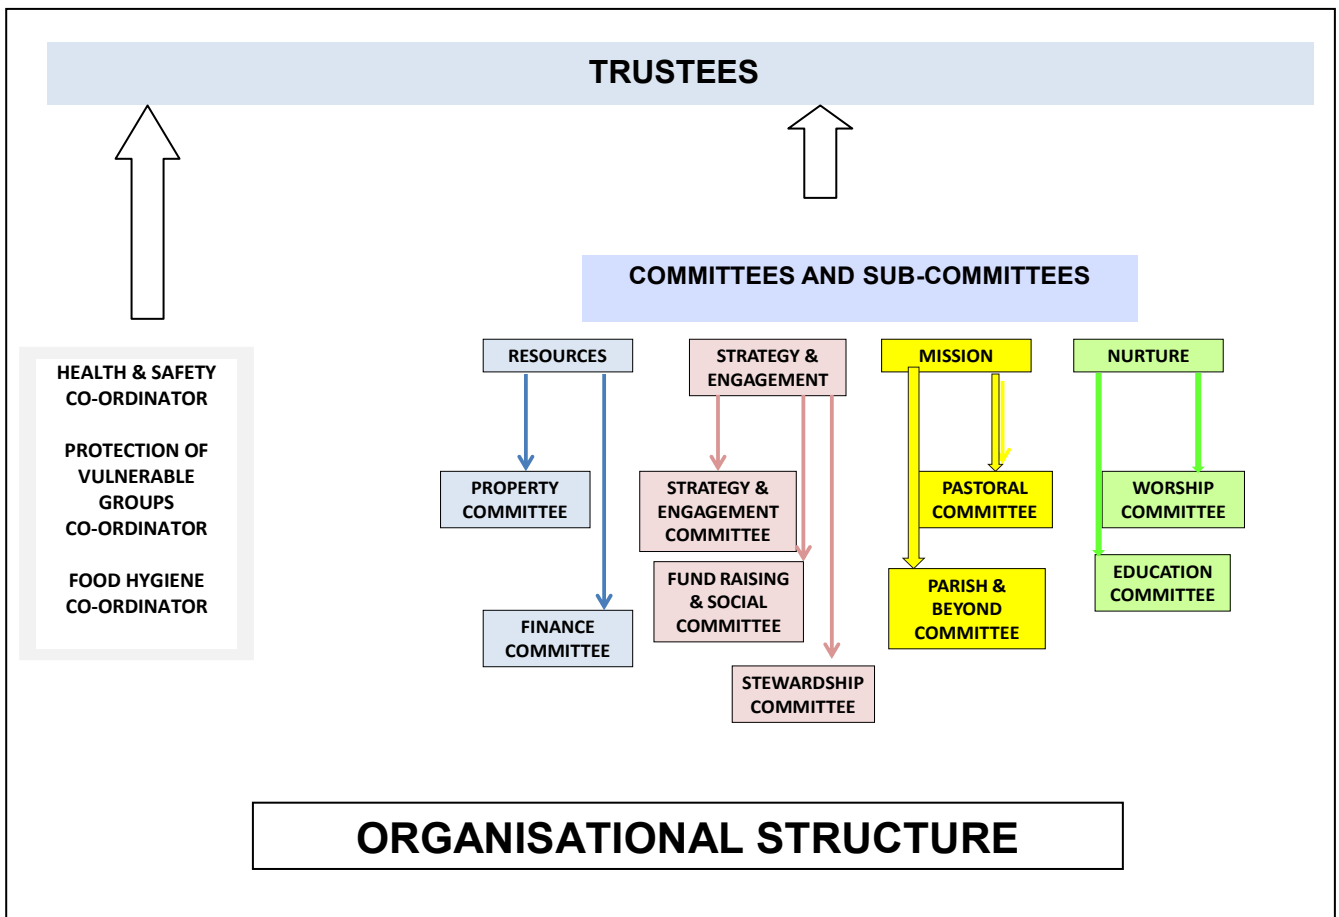 TRUSTEES
COMMITTEES AND SUB-COMMITTEES
HEALTH & SAFETY
CO-ORDINATOR
PROTECTION OF
VULNERABLE
GROUPS
CO-ORDINATOR
FOOD HYGIENE
CO-ORDINATOR
RESOURCES
PROPERTY
COMMITTEE
FINANCE
COMMITTEE
STRATEGY &
ENGAGEMENT
STRATEGY &
ENGAGEMENT
COMMITTEE
FUND RAISING
& SOCIAL
COMMITTEE
STEWARDSHIP
COMMITTEE
MISSION
PASTORAL
COMMITTEE
PARISH &
BEYOND
COMMITTEE
NURTURE
WORSHIP
COMMITTEE
EDUCATION
COMMITTEE
ORGANISATIONAL STRUCTURE